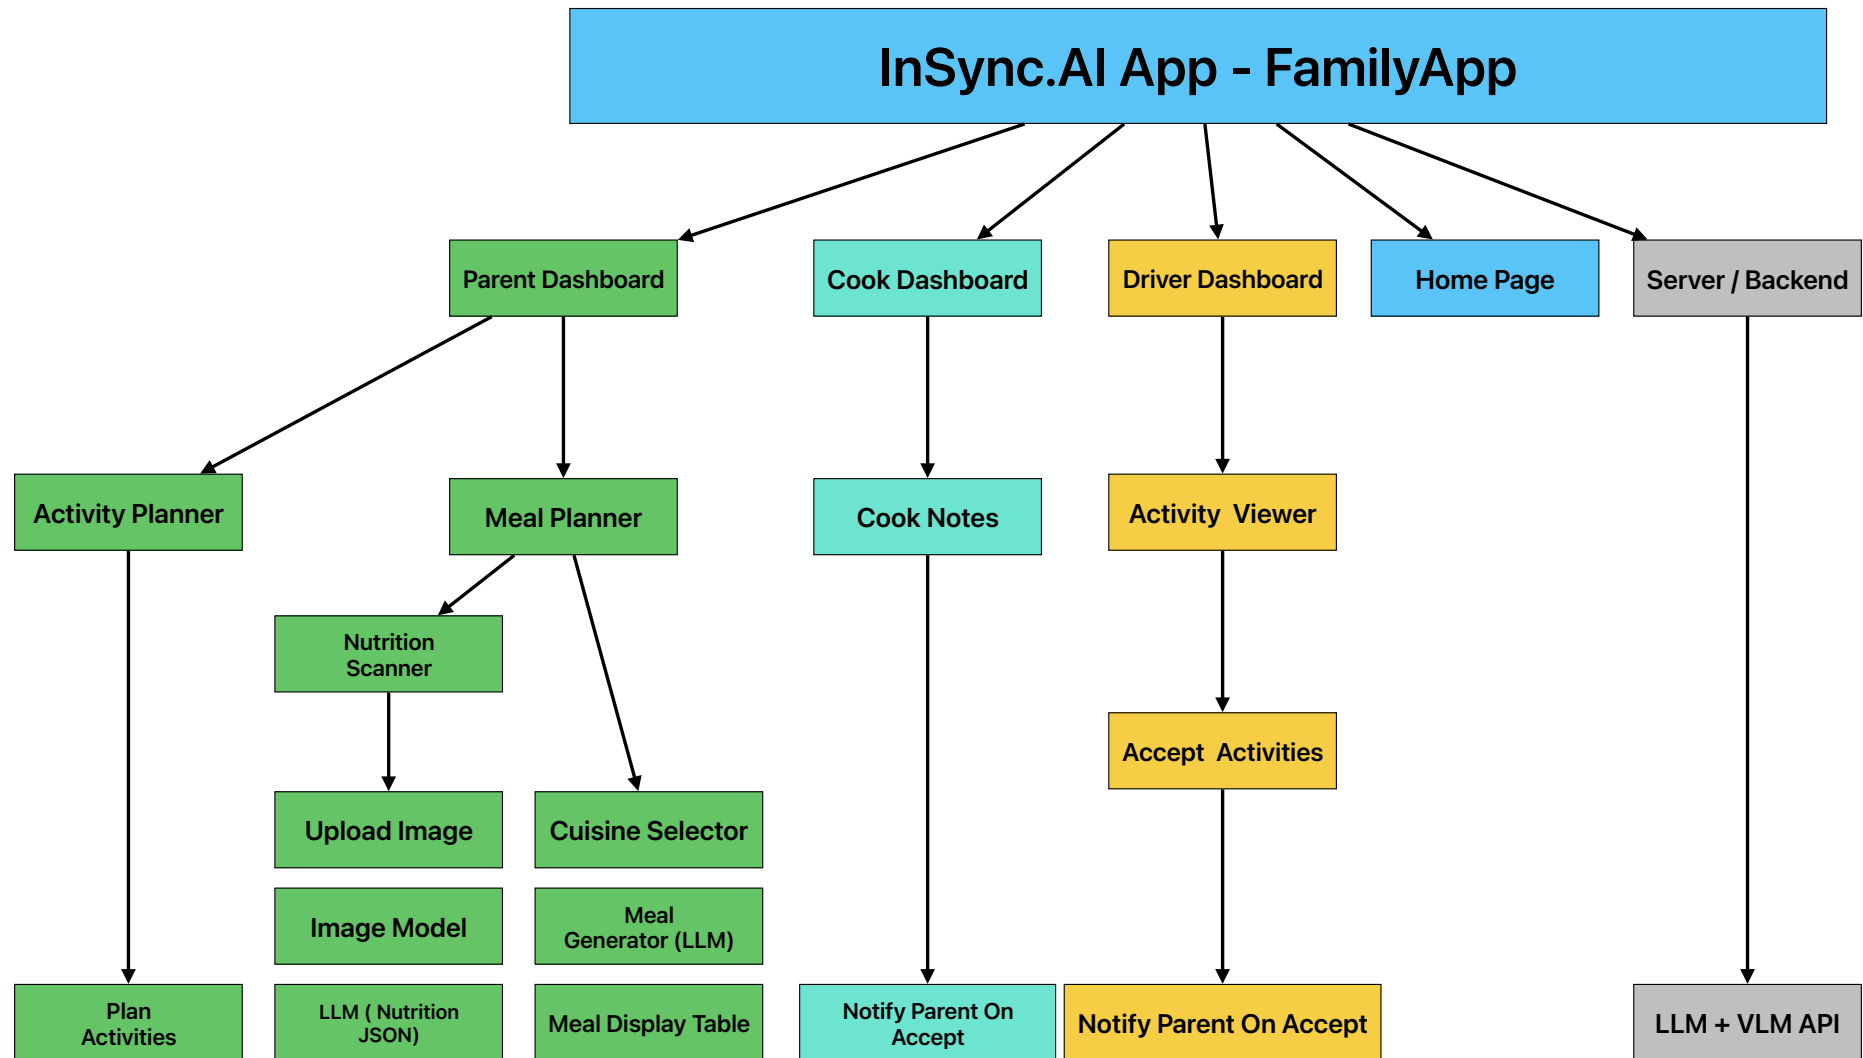 InSync.AI App - FamilyApp
Parent Dashboard
Cook Dashboard
Driver Dashboard
Home Page
Server / Backend
Activity Planner
Meal Planner
Cook Notes
Activity Viewer
Nutrition
Scanner
Accept Activities
Upload Image
Cuisine Selector
Image Model
Meal
Generator (LLM)
Plan
Activities
LLM ( Nutrition
JSON)
Meal Display Table
Notify Parent On
Accept
Notify Parent On Accept
LLM + VLM API